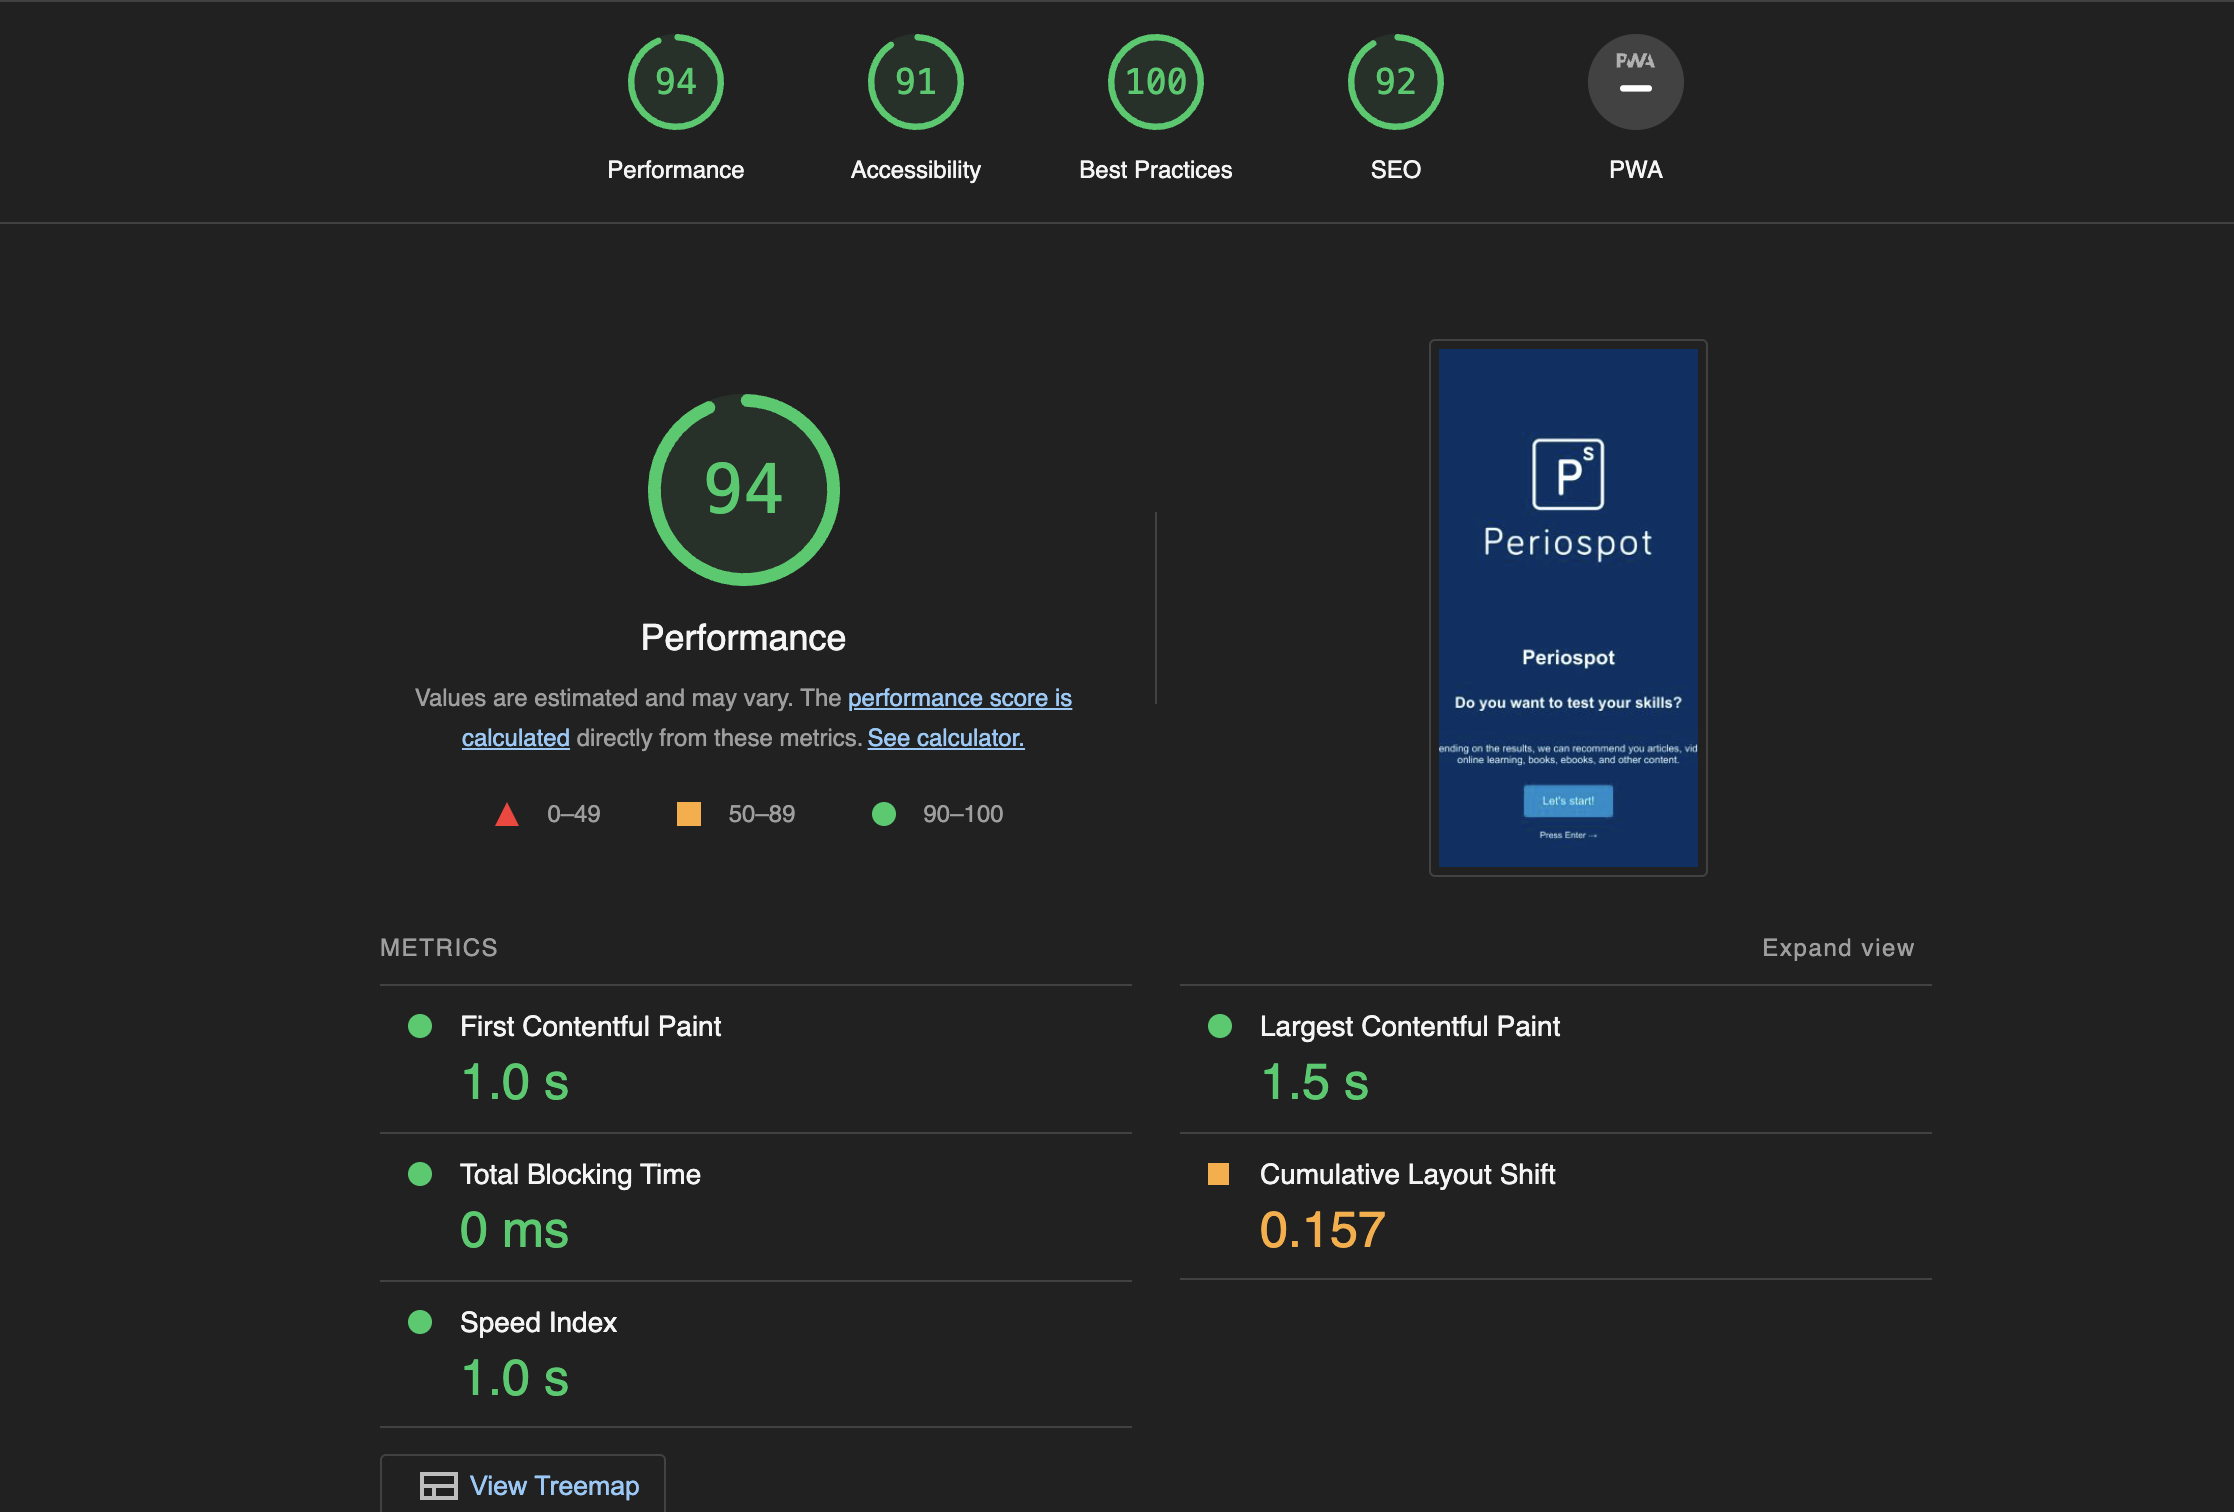 94
91
100
92
PWA
Performance
Accessibility
Best Practices
SEO
PWA
94
Performance
Values are estimated and may vary. The performance score is
calculated directly from these metrics. See calculator.
0–49
50–89
90–100
PS
Periospot
Periospot
Do you want to test your skills?
ending on the results, we can recommend you articles, vid
online learning, books, ebooks, and other content.
Let's start!
Press Enter →
METRICS
Expand view
First Contentful Paint
1.0 s
Largest Contentful Paint
1.5 s
Total Blocking Time
0 ms
Cumulative Layout Shift
0.157
Speed Index
1.0 s
View Treemap